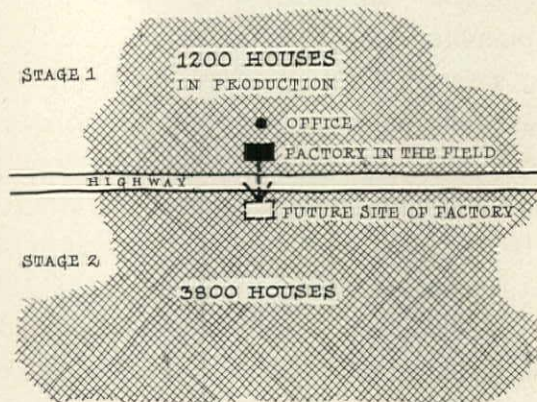 1200 HOUSES
IN PRODUCTION
STAGE 1
OFFICE
FACTORY IN THE FIELD
HIGHWAY
FUTURE SITE OF FACTORY
STAGE 2
3800 HOUSES